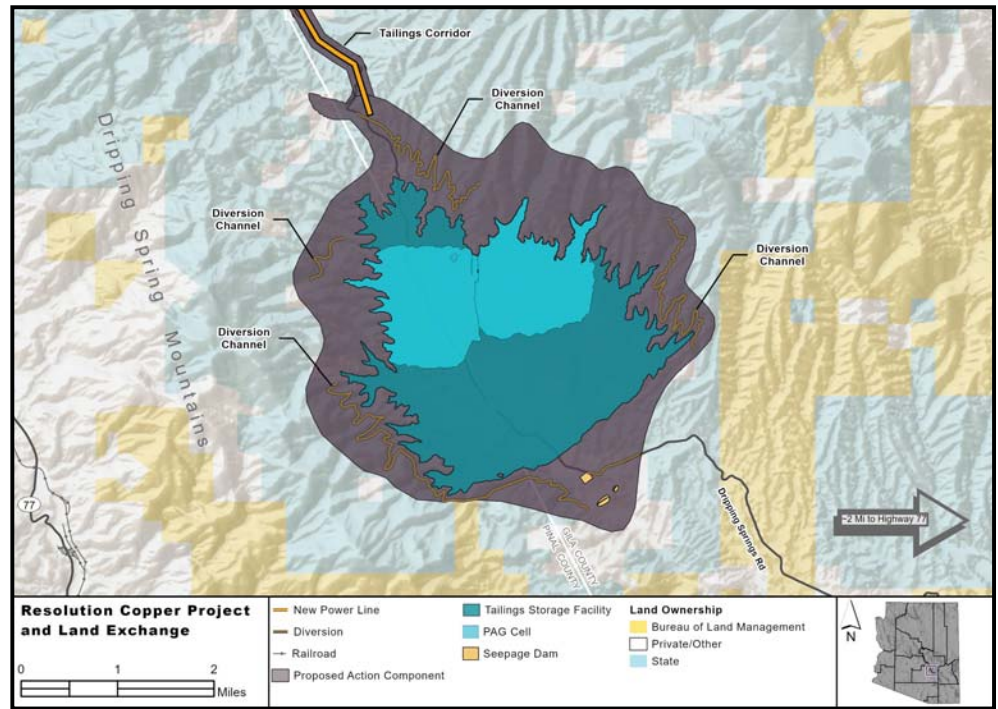 Tailings Corridor
Diversion
Channel
Dripping Spring Mountains
Diversion
Channel
Diversion
Channel
Diversion
Channel
77
GILA COUNTY
PINAL COUNTY
Dripping Springs Rd
~2 Mi to Highway 77
Resolution Copper Project
and Land Exchange
0 1 2
Miles
New Power Line
Diversion
Railroad
Proposed Action Component
Tailings Storage Facility
PAG Cell
Seepage Dam
Land Ownership
Bureau of Land Management
Private/Other
State
N